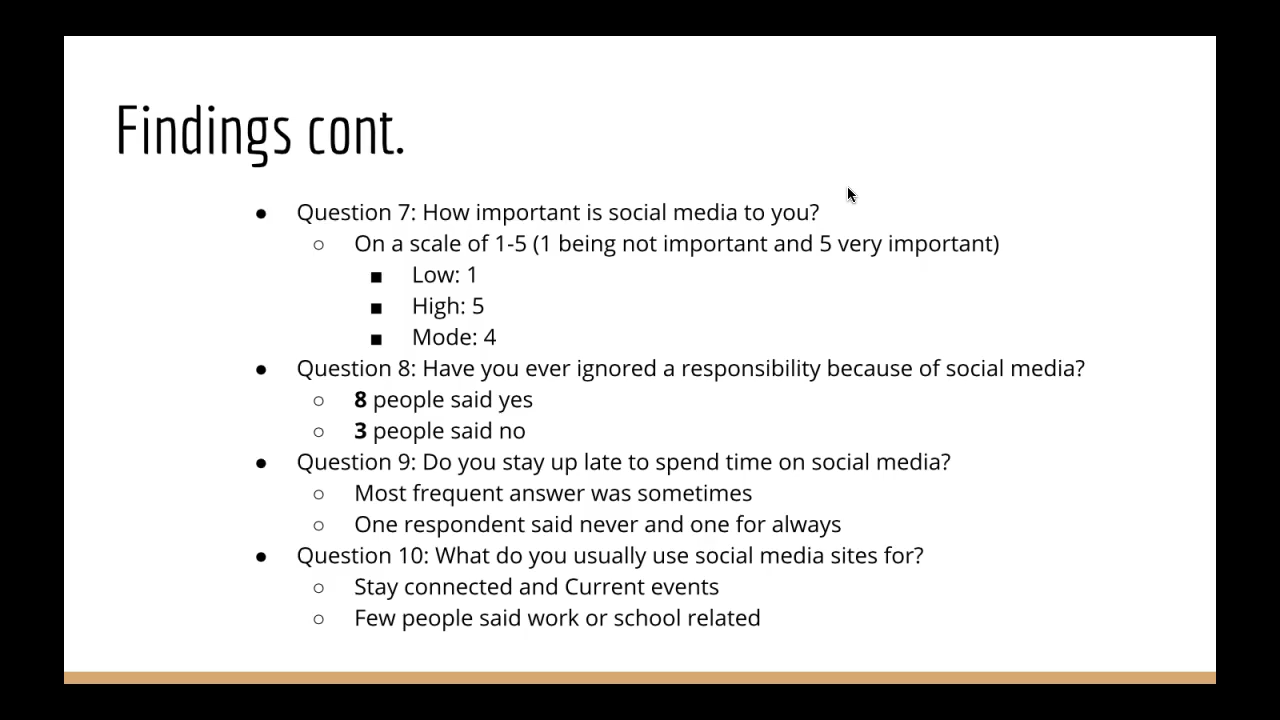 Findings cont.
● Question 7: How important is social media to you?
○ On a scale of 1-5 (1 being not important and 5 very important)
■ Low: 1
■ High: 5
■ Mode: 4
● Question 8: Have you ever ignored a responsibility because of social media?
○ 8 people said yes
○ 3 people said no
● Question 9: Do you stay up late to spend time on social media?
○ Most frequent answer was sometimes
○ One respondent said never and one for always
● Question 10: What do you usually use social media sites for?
○ Stay connected and Current events
○ Few people said work or school related